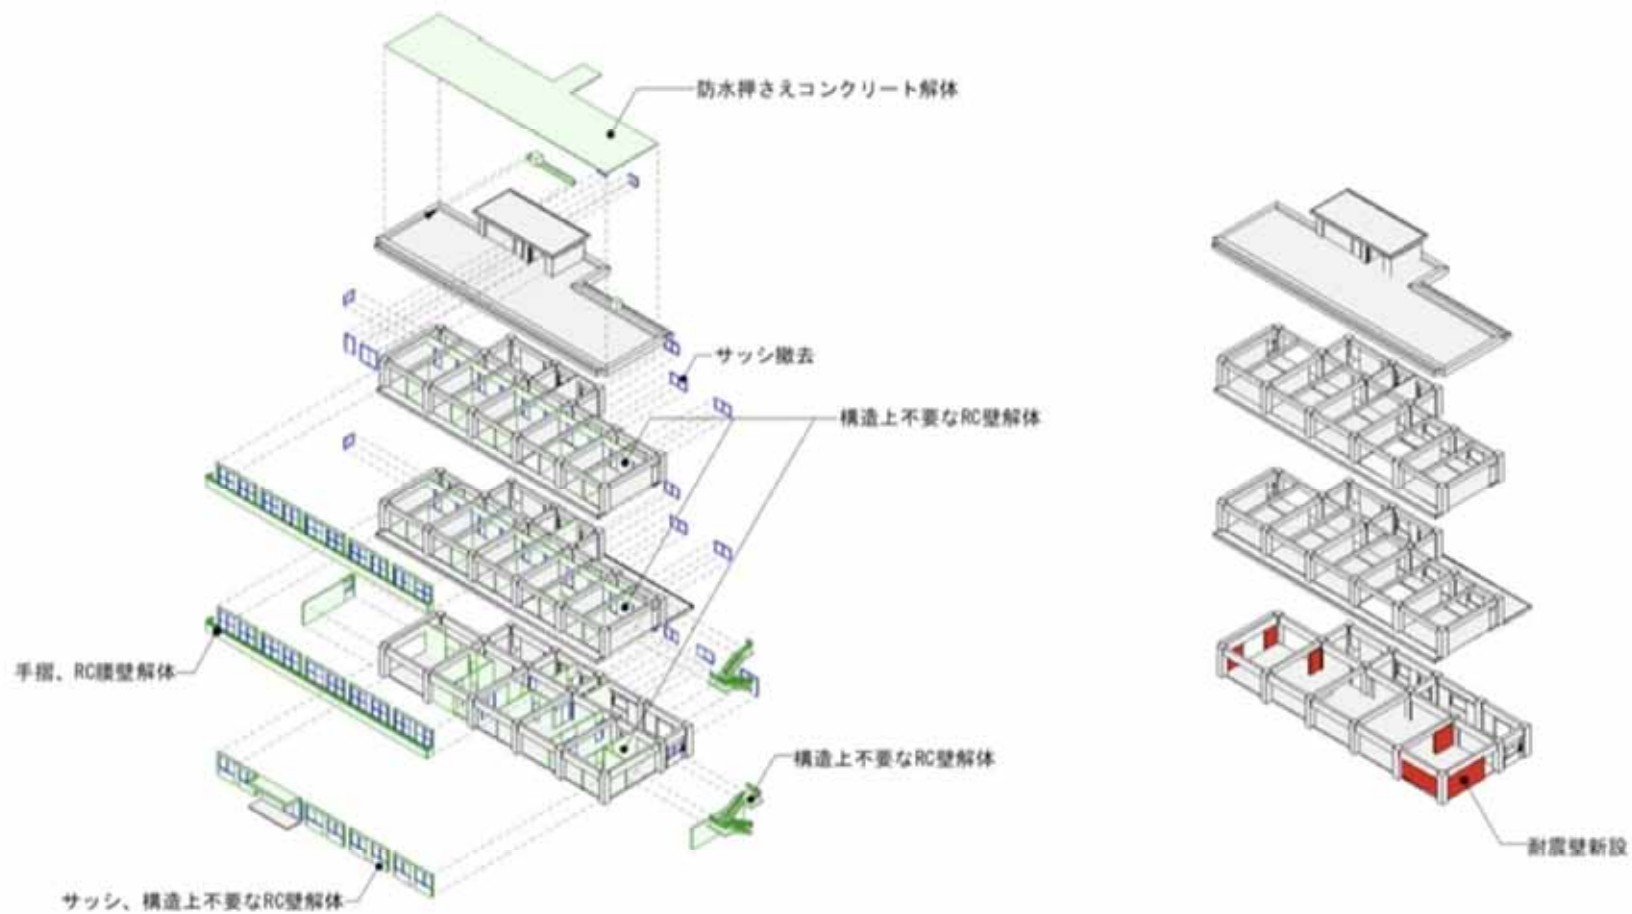 防水押さえコンクリート解体
サッシ撤去
構造上不要なRC壁解体
手摺、RC腰壁解体
構造上不要なRC壁解体
耐震壁新設
サッシ、構造上不要なRC壁解体